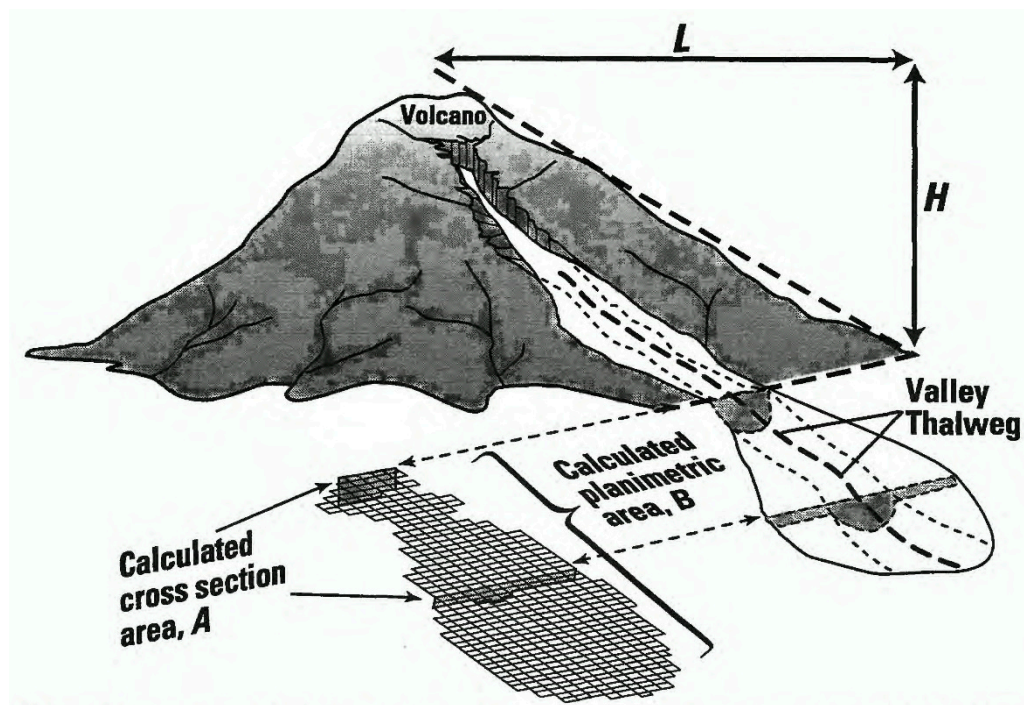 L
Volcano
H
Valley
Thalweg
Calculated
planimetric
area, B
Calculated
cross section
area, A